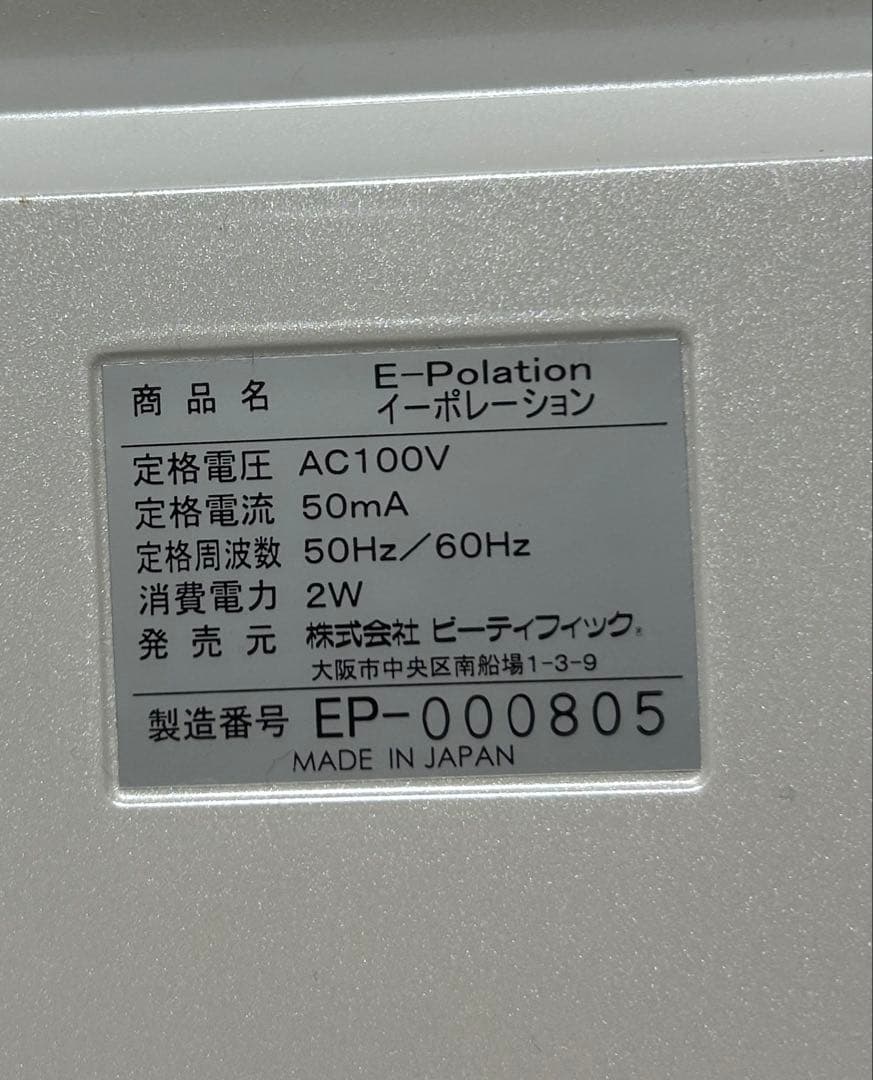 商品名 E-Polation
イーポレーション
定格電圧 AC100V
定格電流 50mA
定格周波数 50Hz/60Hz
消費電力 2W
発売元 株式会社 ビーティフィック®
大阪市中央区南船場1-3-9
製造番号 EP-000805
MADE IN JAPAN